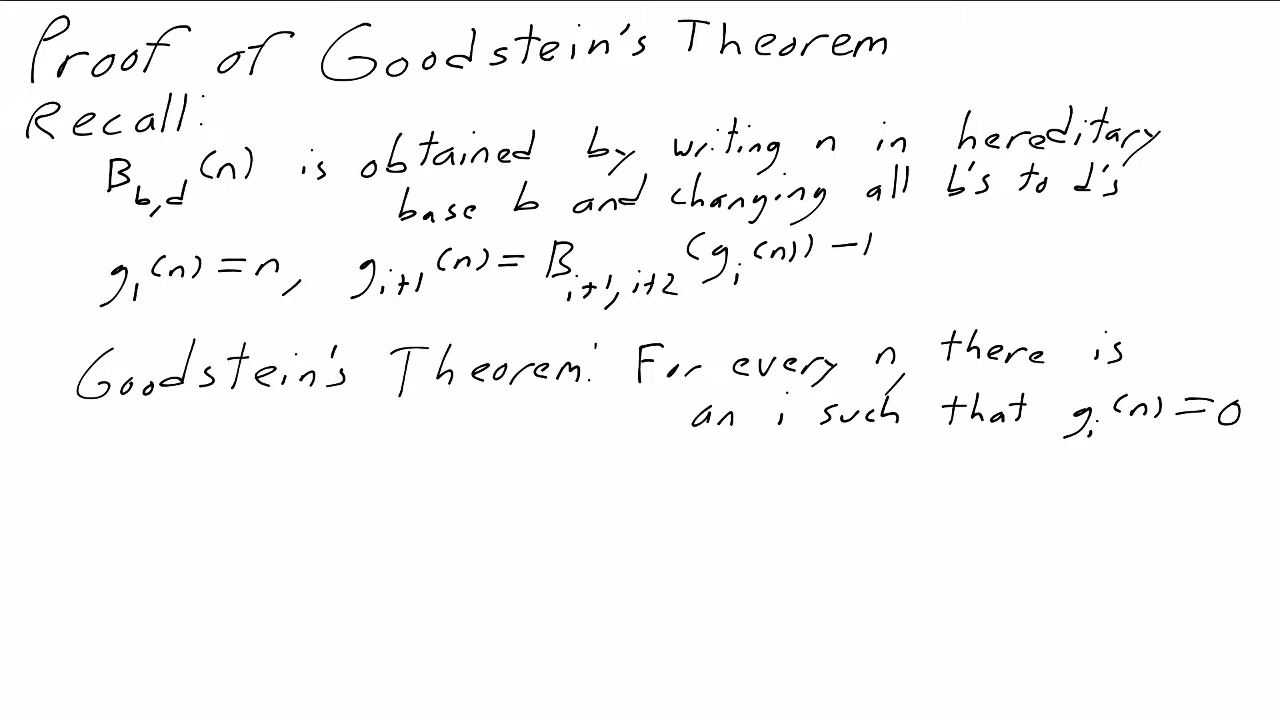 Proof of Goodstein's Theorem
Recall:
B_{b,d}(n) is obtained by writing n in hereditary
base b and changing all b's to d's
g_1(n) = n, g_{i+1}(n) = B_{i+1, i+2}(g_i(n)) - 1
Goodstein's Theorem: For every n, there is
an i such that g_i(n) = 0